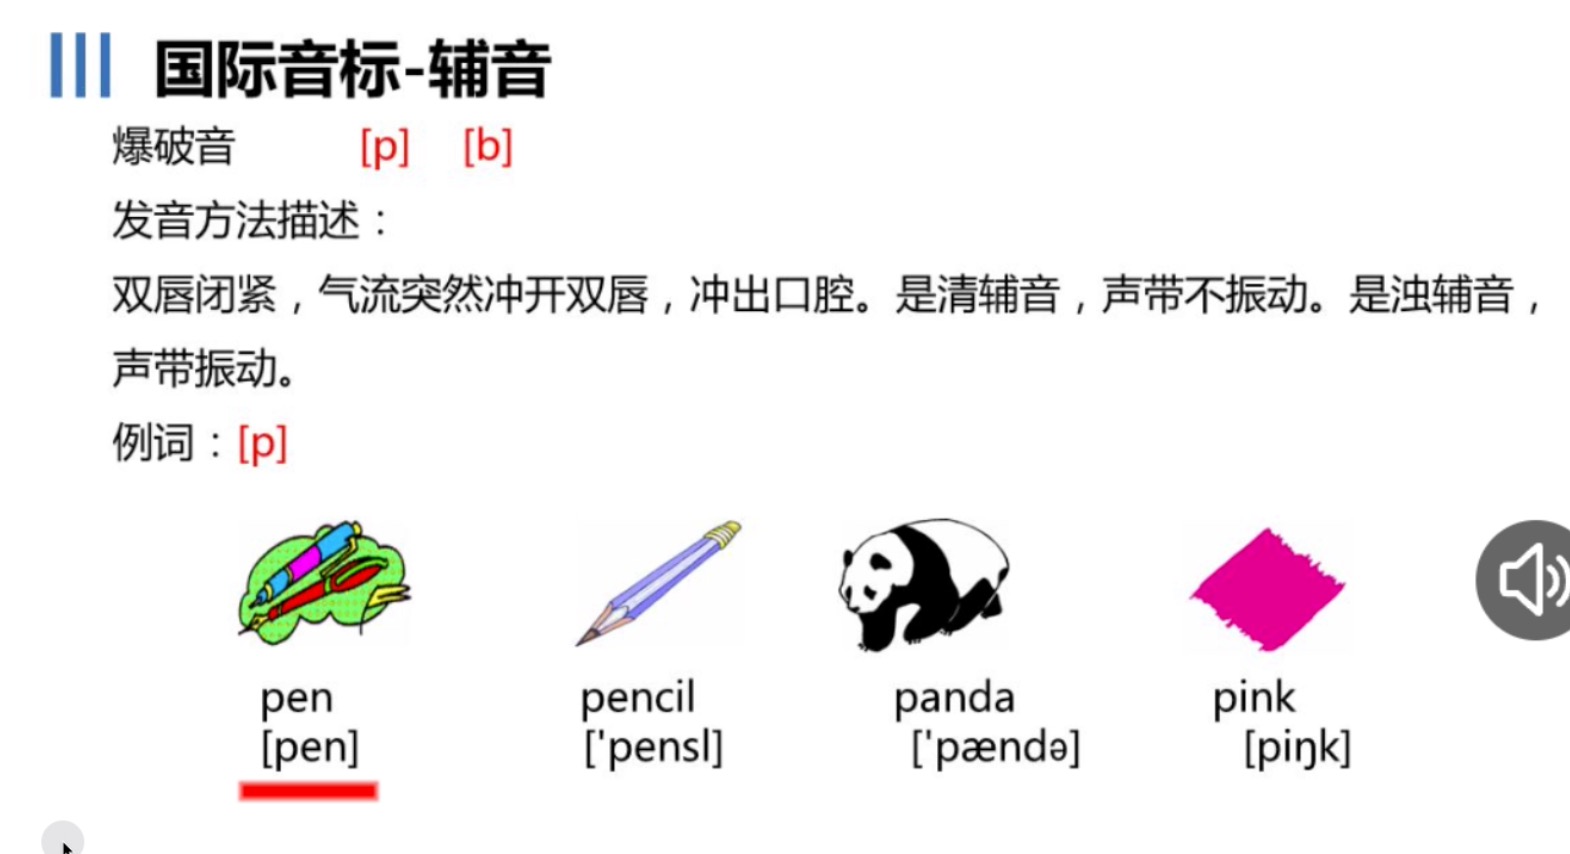 国际音标-辅音
爆破音 [p] [b]
发音方法描述：
双唇闭紧，气流突然冲开双唇，冲出口腔。是清辅音，声带不振动。是浊辅音，
声带振动。
例词：[p]
pen pencil panda pink
[pen] ['pensl] ['pændə] [piŋk]